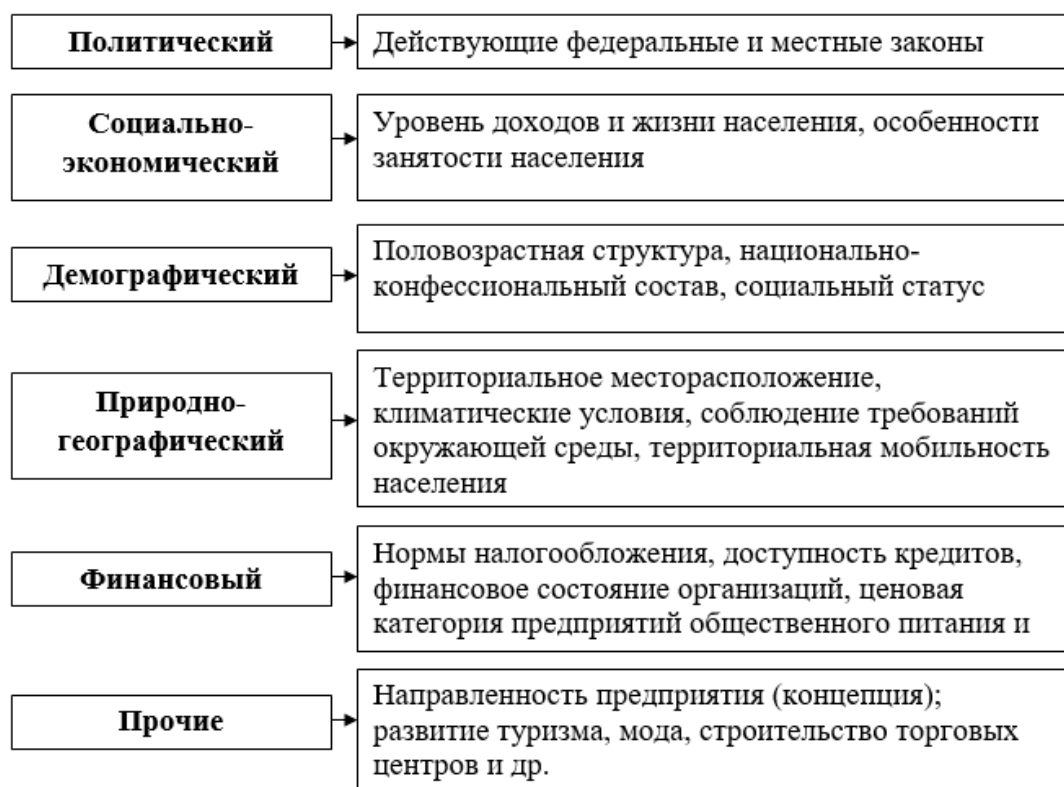 Политический
Действующие федеральные и местные законы
Социально-
экономический
Уровень доходов и жизни населения, особенности
занятости населения
Демографический
Половозрастная структура, национально-
конфессиональный состав, социальный статус
Природно-
географический
Территориальное месторасположение,
климатические условия, соблюдение требований
окружающей среды, территориальная мобильность
населения
Финансовый
Нормы налогообложения, доступность кредитов,
финансовое состояние организаций, ценовая
категория предприятий общественного питания и
Прочие
Направленность предприятия (концепция);
развитие туризма, мода, строительство торговых
центров и др.